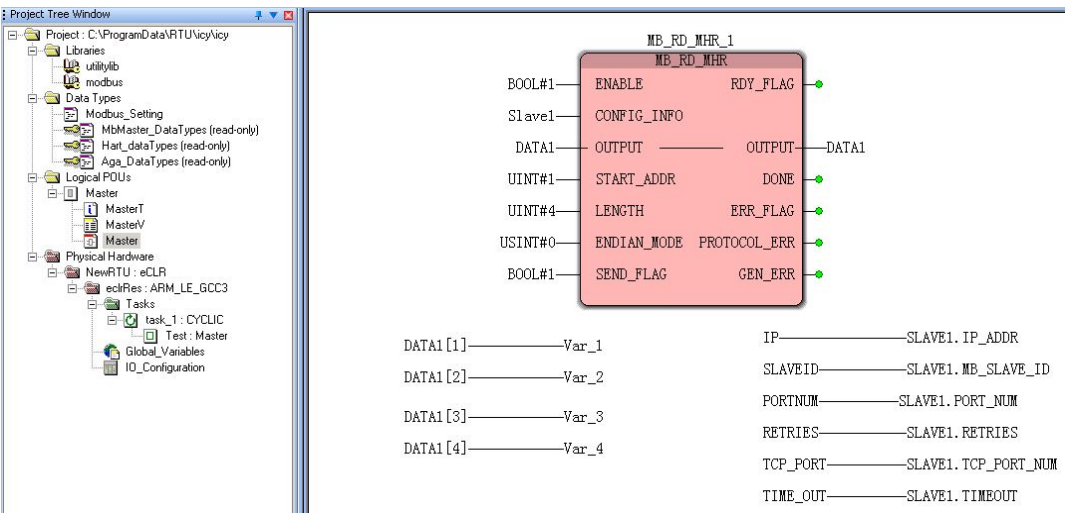 Project Tree Window
Project : C:\ProgramData\RTU\icy\icy
Libraries
utilitylib
modbus
Data Types
Modbus_Setting
MbMaster_DataTypes (read-only)
Hart_dataTypes (read-only)
Aga_DataTypes (read-only)
Logical POUs
Master
MasterT
MasterV
Master
Physical Hardware
NewRTU : eCLR
eclrRes : ARM_LE_GCC3
Tasks
task_1 : CYCLIC
Test : Master
Global_Variables
IO_Configuration
MB_RD_MHR_1
MB_RD_MHR
BOOL#1 ENABLE RDY_FLAG
Slave1 CONFIG_INFO
DATA1 OUTPUT OUTPUT DATA1
UINT#1 START_ADDR DONE
UINT#4 LENGTH ERR_FLAG
USINT#0 ENDIAN_MODE PROTOCOL_ERR
BOOL#1 SEND_FLAG GEN_ERR
DATA1[1] Var_1
DATA1[2] Var_2
DATA1[3] Var_3
DATA1[4] Var_4
IP SLAVE1.IP_ADDR
SLAVEID SLAVE1.MB_SLAVE_ID
PORTNUM SLAVE1.PORT_NUM
RETRIES SLAVE1.RETRIES
TCP_PORT SLAVE1.TCP_PORT_NUM
TIME_OUT SLAVE1.TIMEOUT